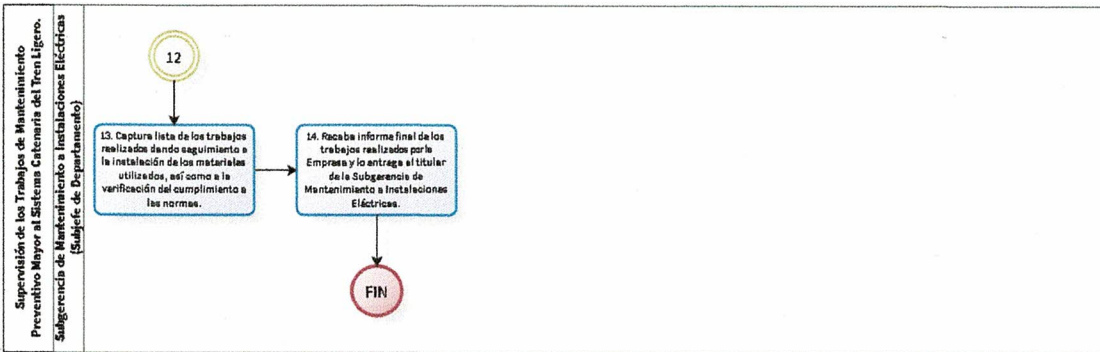 Supervisión de los Trabajos de Mantenimiento
Preventivo Mayor al Sistema Catenaria del Tren Ligero.
Subgerencia de Mantenimiento a Instalaciones Eléctricas
(Subjefe de Departamento)
12
13. Captura lista de los trabajos
realizados dando seguimiento a
la instalación de los materiales
utilizados, así como a la
verificación del cumplimiento a
las normas.
14. Recaba informe final de los
trabajos realizados por la
Empresa y lo entrega al titular
de la Subgerencia de
Mantenimiento a Instalaciones
Eléctricas.
FIN